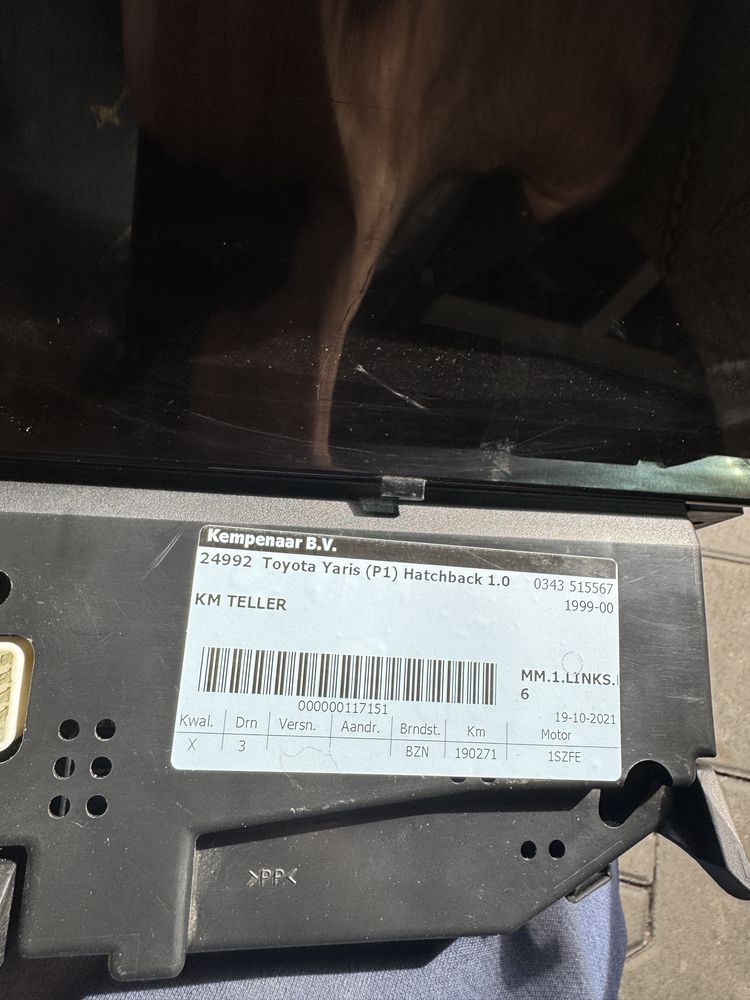 Kempenaar B.V.
24992 Toyota Yaris (P1) Hatchback 1.0 0343 515567
KM TELLER 1999-00
MM.1.LINKS.
6
000000117151
19-10-2021
Kwal. Drn Versn. Aandr. Brndst. Km Motor
X 3 BZN 190271 1SZFE
>PP<